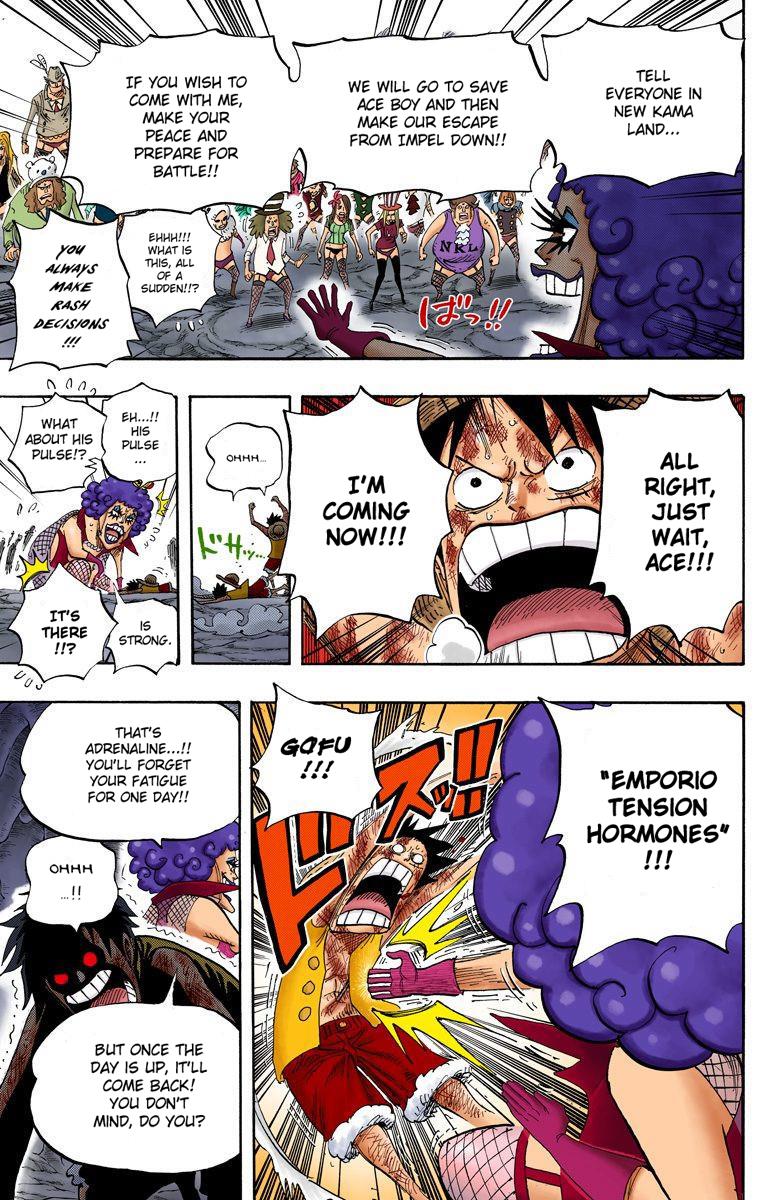 TELL
EVERYONE IN
NEW KAMA
LAND...
WE WILL GO TO SAVE
ACE BOY AND THEN
MAKE OUR ESCAPE
FROM IMPEL DOWN!!
IF YOU WISH TO
COME WITH ME,
MAKE YOUR
PEACE AND
PREPARE FOR
BATTLE!!
NKL
ばっ!!
EHHH!!!
WHAT IS
THIS, ALL
OF A
SUDDEN!!?
YOU
ALWAYS
MAKE
RASH
DECISIONS
!!!
ALL
RIGHT,
JUST
WAIT,
ACE!!!
I'M
COMING
NOW!!!
OHHH...
ドサッ...
EH...!!
HIS
PULSE
...
WHAT
ABOUT HIS
PULSE!?
IS
STRONG.
IT'S
THERE
!!?
"EMPORIO
TENSION
HORMONES"
!!!
GOFU
!!!
ドスッ!!
THAT'S
ADRENALINE...!!
YOU'LL FORGET
YOUR FATIGUE
FOR ONE DAY!!
OHHH
...!!
BUT ONCE THE
DAY IS UP, IT'LL
COME BACK!
YOU DON'T
MIND, DO YOU?